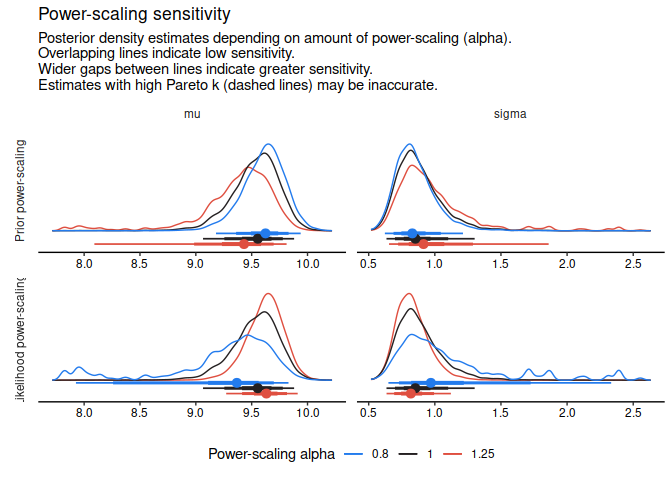 Power-scaling sensitivity
Posterior density estimates depending on amount of power-scaling (alpha).
Overlapping lines indicate low sensitivity.
Wider gaps between lines indicate greater sensitivity.
Estimates with high Pareto k (dashed lines) may be inaccurate.
mu sigma
Prior power-scaling
8.0 8.5 9.0 9.5 10.0 0.5 1.0 1.5 2.0 2.5
ikelihood power-scaling
8.0 8.5 9.0 9.5 10.0 0.5 1.0 1.5 2.0 2.5
Power-scaling alpha 0.8 1 1.25